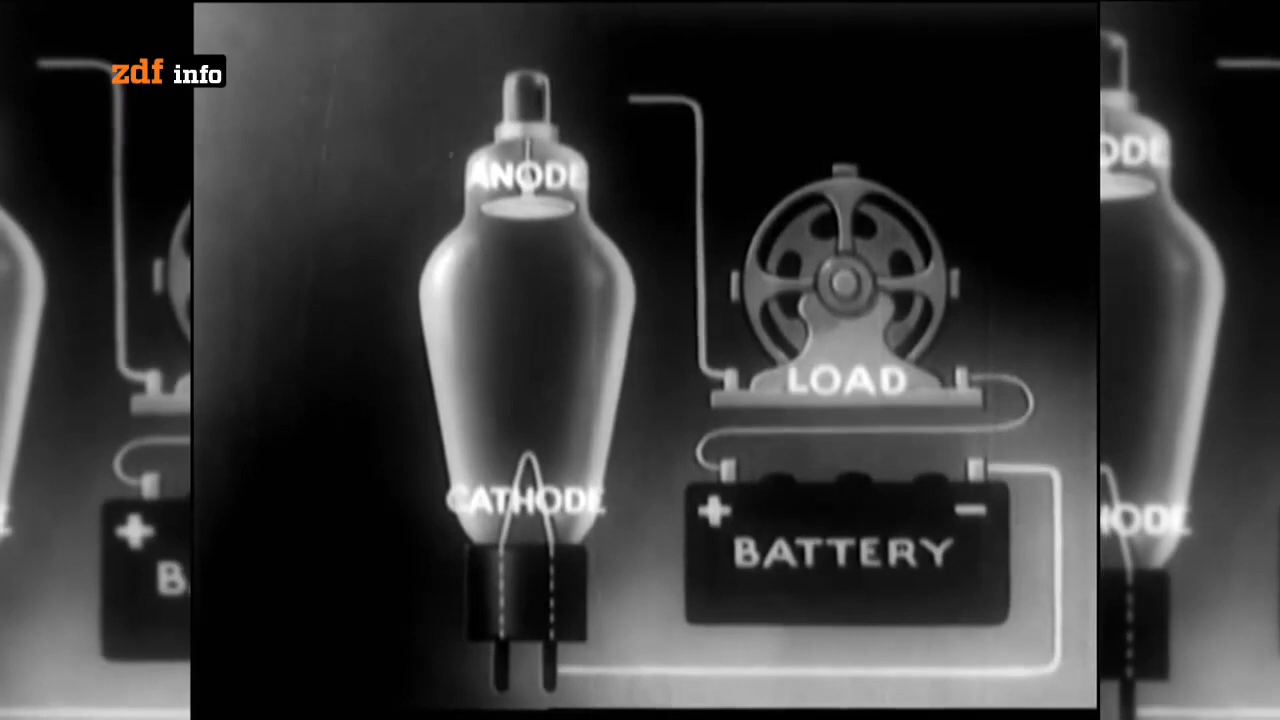 zdf info
ANODE
LOAD
CATHODE
+ −
BATTERY